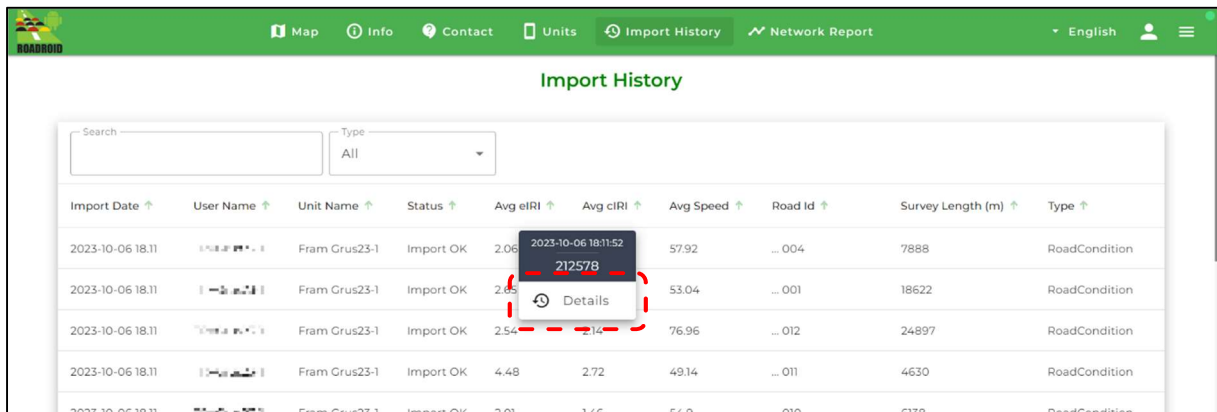 ROADROID
Map Info Contact Units Import History Network Report English
Import History
Search
Type
All
Import Date User Name Unit Name Status Avg eIRI Avg cIRI Avg Speed Road Id Survey Length (m) Type
2023-10-06 18.11 Fram Grus23-1 Import OK 2.06 57.92 ... 004 7888 RoadCondition
2023-10-06 18:11:52
212578
2023-10-06 18.11 Fram Grus23-1 Import OK 2.65 53.04 ... 001 18622 RoadCondition
Details
2023-10-06 18.11 Fram Grus23-1 Import OK 2.54 2.14 76.96 ... 012 24897 RoadCondition
2023-10-06 18.11 Fram Grus23-1 Import OK 4.48 2.72 49.14 ... 011 4630 RoadCondition